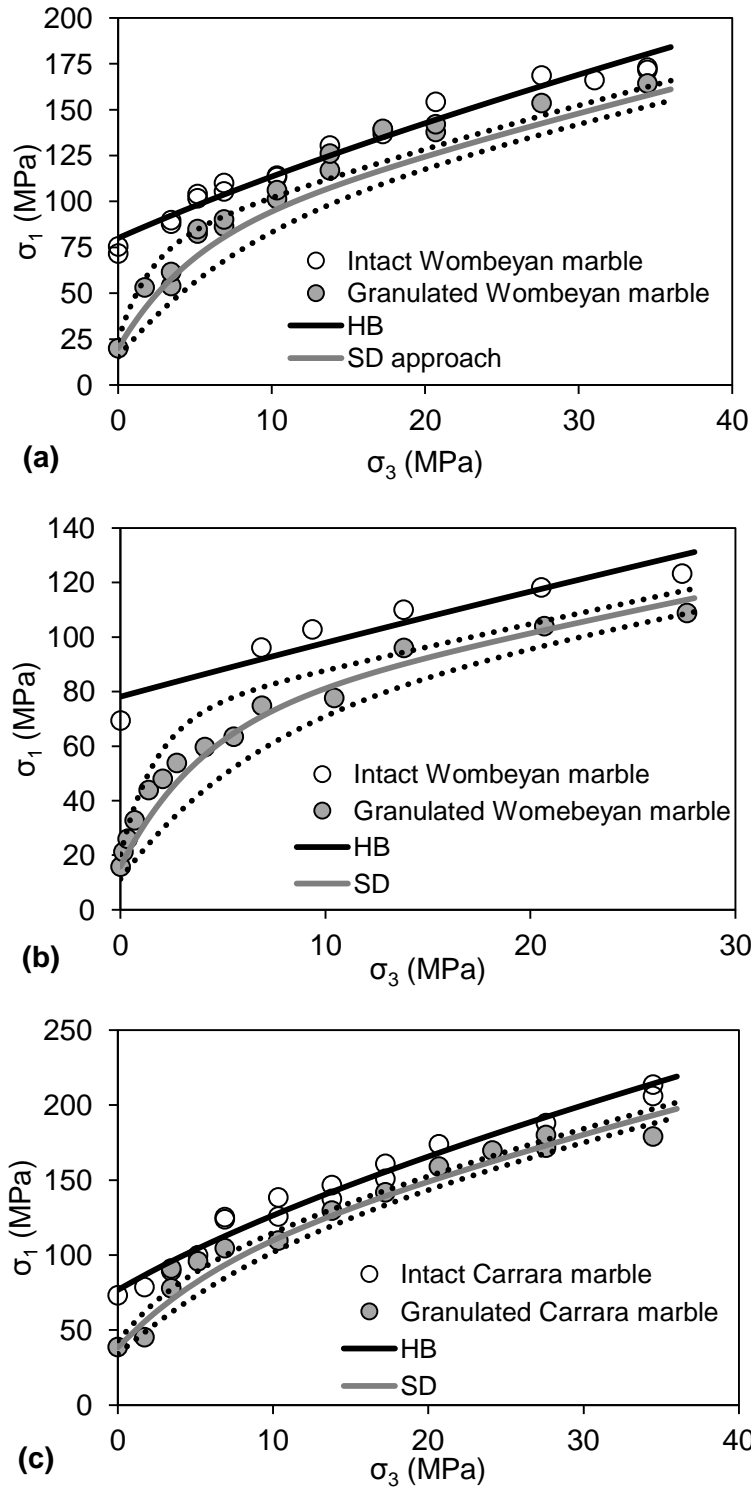 200
175
150
125
100
75
50
25
0
σ1 (MPa)
Intact Wombeyan marble
Granulated Wombeyan marble
HB
SD approach
0 10 20 30 40
(a)
σ3 (MPa)
140
120
100
80
60
40
20
0
σ1 (MPa)
Intact Wombeyan marble
Granulated Womebeyan marble
HB
SD
0 10 20 30
(b)
σ3 (MPa)
250
200
150
100
50
0
σ1 (MPa)
Intact Carrara marble
Granulated Carrara marble
HB
SD
0 10 20 30 40
(c)
σ3 (MPa)